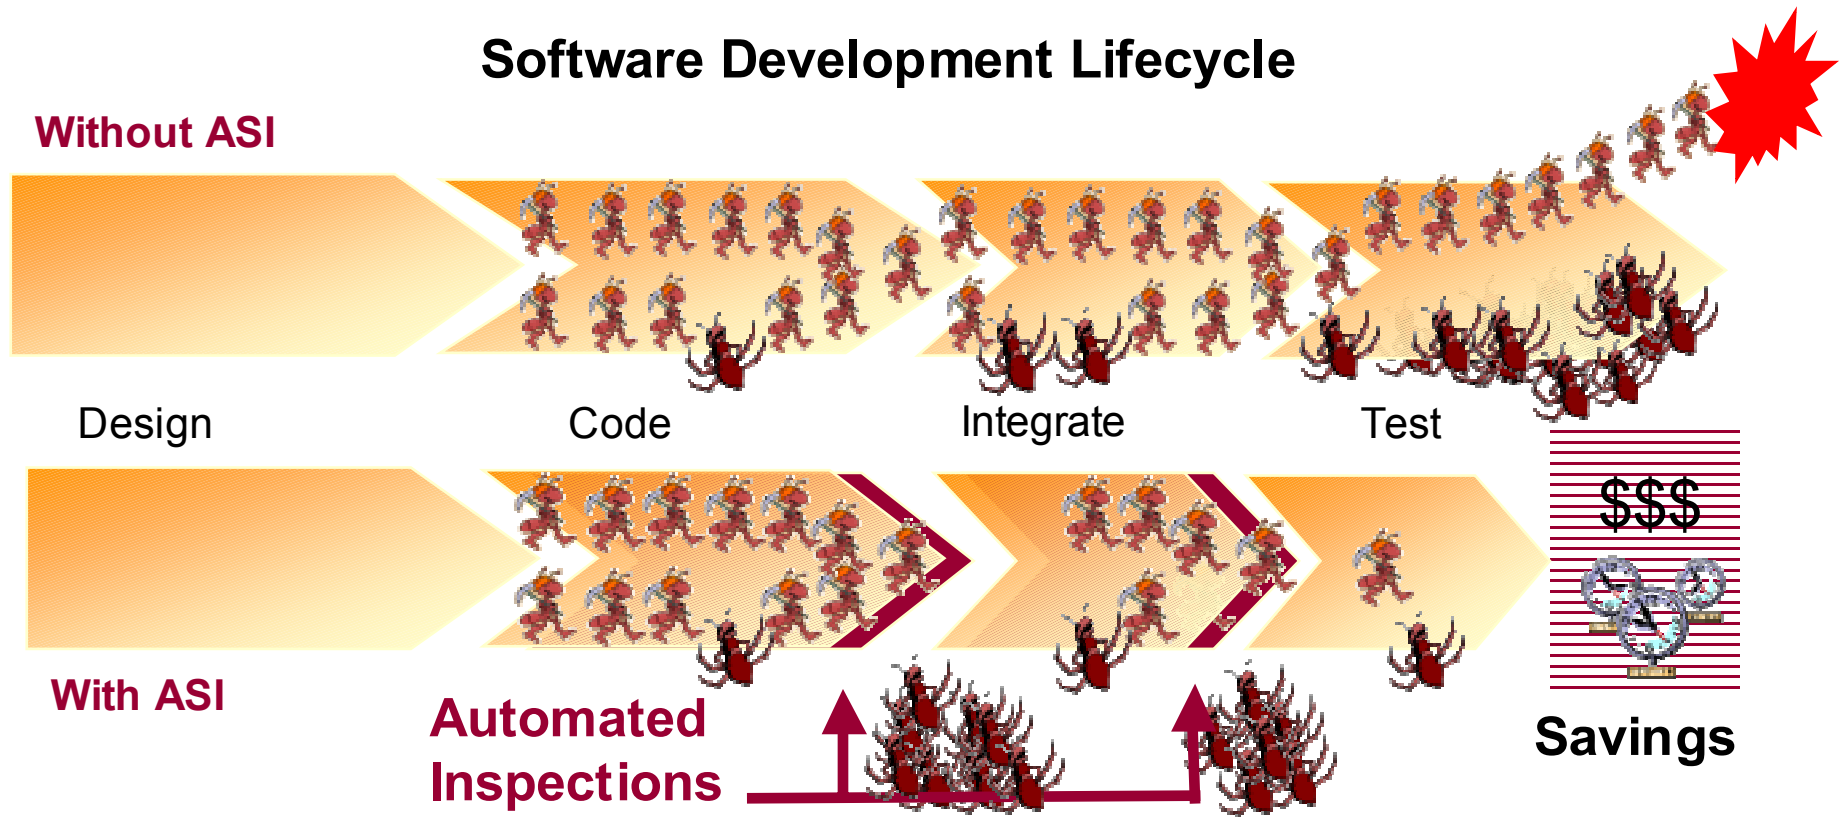 Software Development Lifecycle
Without ASI
Design Code Integrate Test
$$$
With ASI
Automated
Inspections
Savings